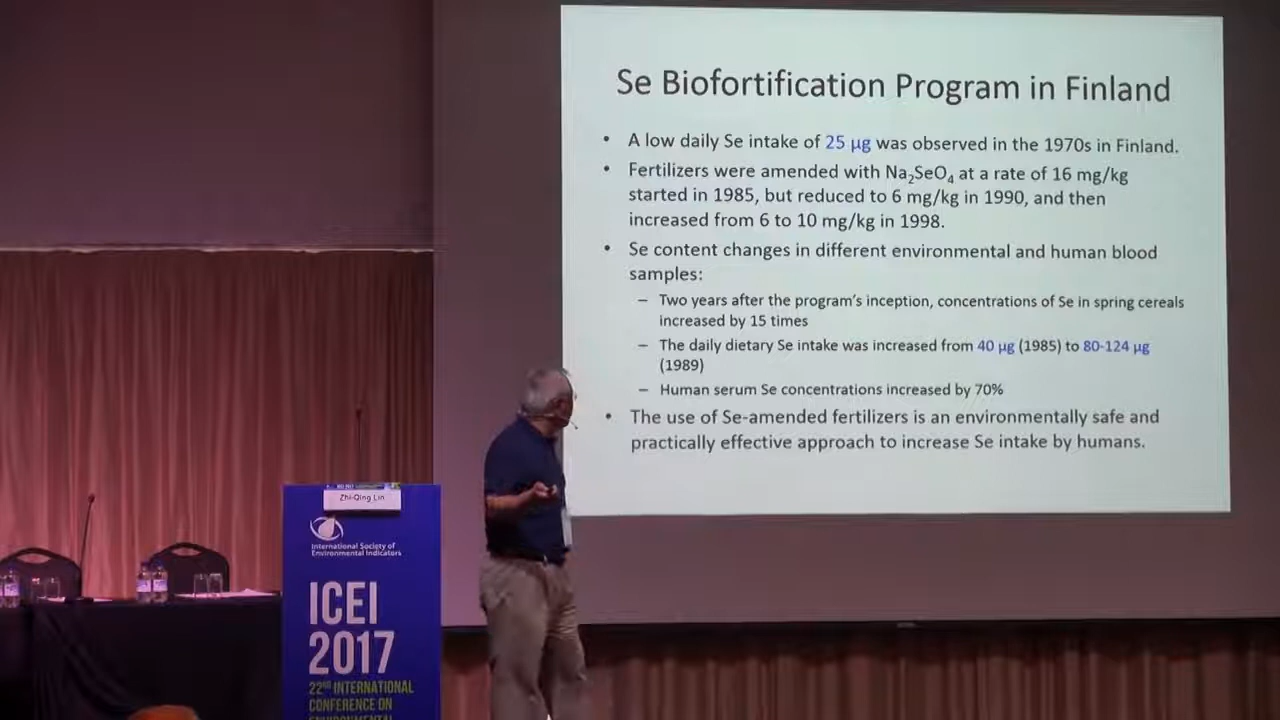 Se Biofortification Program in Finland
• A low daily Se intake of 25 µg was observed in the 1970s in Finland.
• Fertilizers were amended with Na₂SeO₄ at a rate of 16 mg/kg
started in 1985, but reduced to 6 mg/kg in 1990, and then
increased from 6 to 10 mg/kg in 1998.
• Se content changes in different environmental and human blood
samples:
– Two years after the program's inception, concentrations of Se in spring cereals
increased by 15 times
– The daily dietary Se intake was increased from 40 µg (1985) to 80-124 µg
(1989)
– Human serum Se concentrations increased by 70%
• The use of Se-amended fertilizers is an environmentally safe and
practically effective approach to increase Se intake by humans.
Zhi-Qing Lin
International Society of
Environmental Indicators
ICEI
2017
22ND INTERNATIONAL
CONFERENCE ON
ENVIRONMENTAL